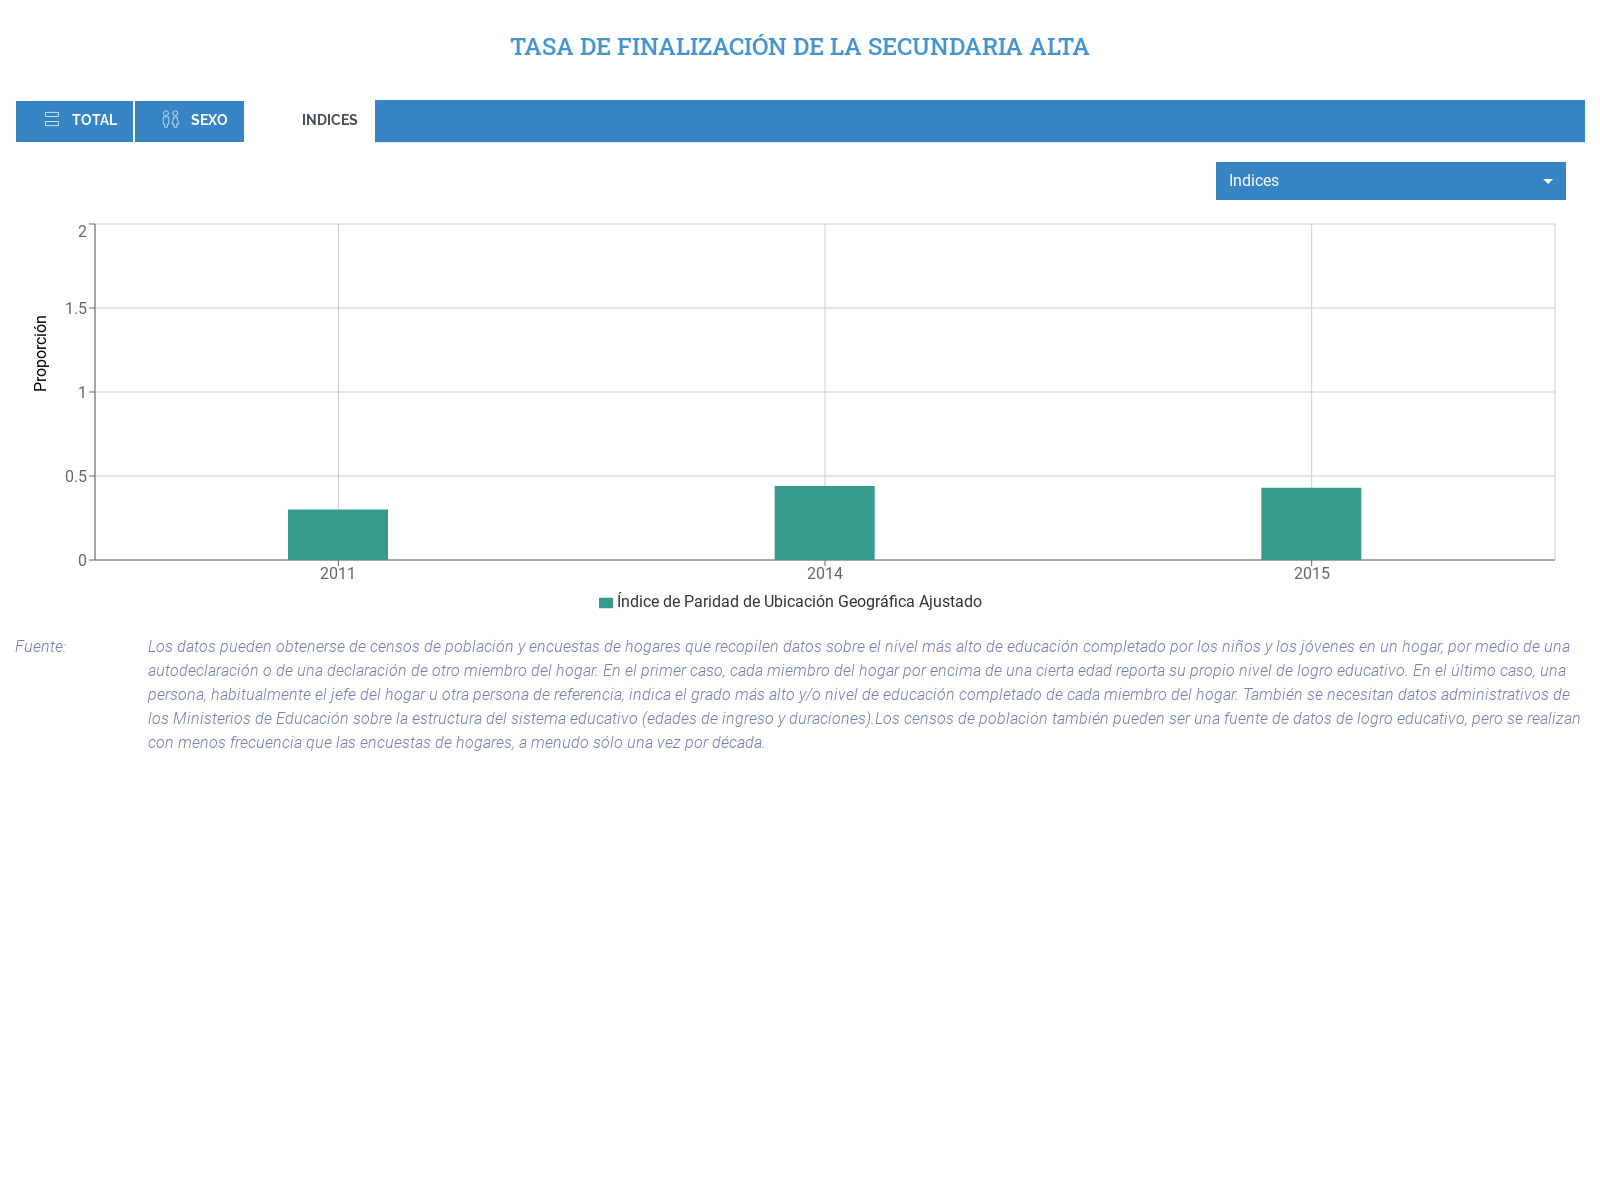 TASA DE FINALIZACIÓN DE LA SECUNDARIA ALTA
TOTAL
SEXO
INDICES
Indices
2
1.5
1
0.5
0
Proporción
2011
2014
2015
Índice de Paridad de Ubicación Geográfica Ajustado
Fuente:
Los datos pueden obtenerse de censos de población y encuestas de hogares que recopilen datos sobre el nivel más alto de educación completado por los niños y los jóvenes en un hogar, por medio de una
autodeclaración o de una declaración de otro miembro del hogar. En el primer caso, cada miembro del hogar por encima de una cierta edad reporta su propio nivel de logro educativo. En el último caso, una
persona, habitualmente el jefe del hogar u otra persona de referencia, indica el grado más alto y/o nivel de educación completado de cada miembro del hogar. También se necesitan datos administrativos de
los Ministerios de Educación sobre la estructura del sistema educativo (edades de ingreso y duraciones).Los censos de población también pueden ser una fuente de datos de logro educativo, pero se realizan
con menos frecuencia que las encuestas de hogares, a menudo sólo una vez por década.